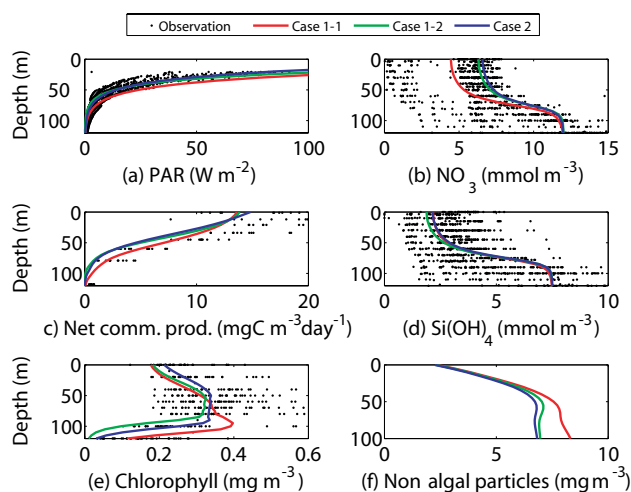 Observation Case 1-1 Case 1-2 Case 2
Depth (m)
0
50
100
0 50 100
(a) PAR (W m⁻²)
0
50
100
0 5 10 15
(b) NO₃ (mmol m⁻³)
Depth (m)
0
50
100
0 10 20
c) Net comm. prod. (mgC m⁻³day⁻¹)
0
50
100
0 5 10
(d) Si(OH)₄ (mmol m⁻³)
Depth (m)
0
50
100
0 0.2 0.4 0.6
(e) Chlorophyll (mg m⁻³)
0
50
100
0 5 10
(f) Non algal particles (mg m⁻³)